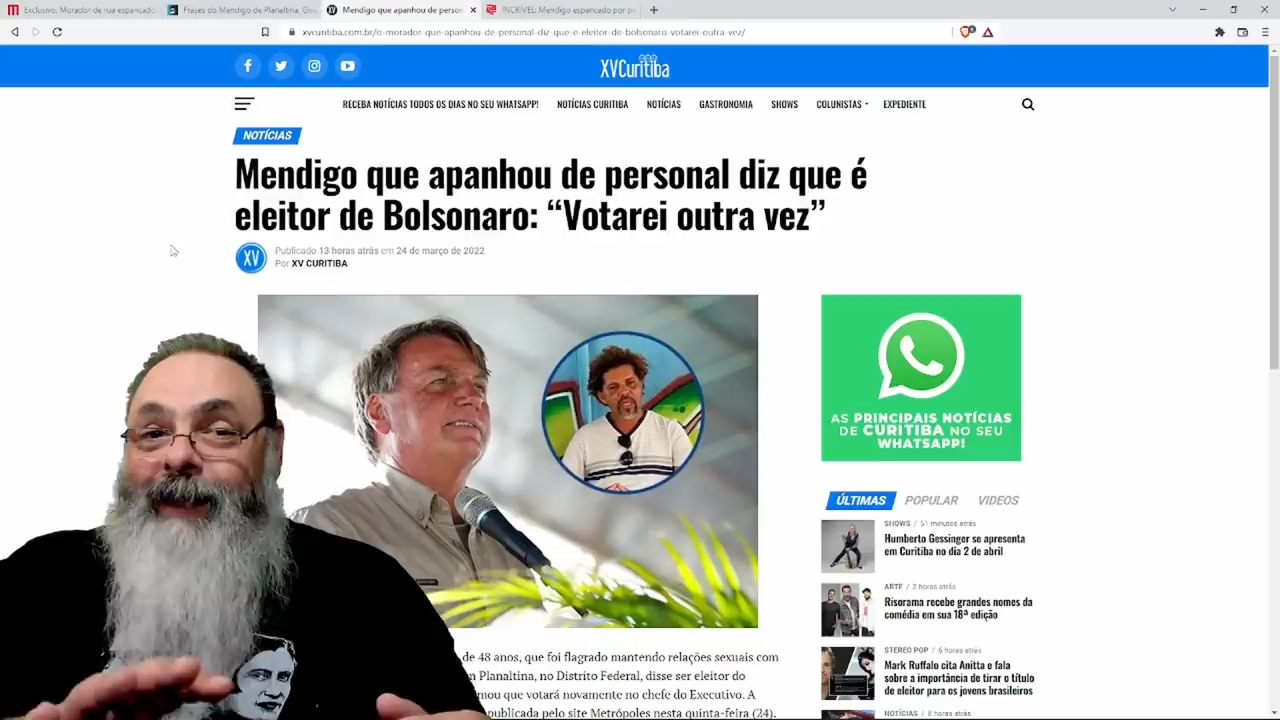 Exclusivo: Morador de rua espancado
Frases do Mendigo de Planaltina, Giv
Mendigo que apanhou de person
INCRÍVEL: Mendigo espancado por pe
xvcuritiba.com.br/o-morador-que-apanhou-de-personal-diz-que-e-eleitor-de-bolsonaro-votarei-outra-vez/
XVCuritiba
RECEBA NOTÍCIAS TODOS OS DIAS NO SEU WHATSAPP! NOTÍCIAS CURITIBA NOTÍCIAS GASTRONOMIA SHOWS COLUNISTAS EXPEDIENTE
NOTÍCIAS
Mendigo que apanhou de personal diz que é
eleitor de Bolsonaro: “Votarei outra vez”
XV
Publicado 13 horas atrás em 24 de março de 2022
Por XV CURITIBA
AS PRINCIPAIS NOTÍCIAS
DE CURITIBA NO SEU
WHATSAPP!
ÚLTIMAS POPULAR VIDEOS
SHOWS / 51 minutos atrás
Humberto Gessinger se apresenta
em Curitiba no dia 2 de abril
ARTE / 2 horas atrás
Risorama recebe grandes nomes da
comédia em sua 18ª edição
STEREO POP / 6 horas atrás
Mark Ruffalo cita Anitta e fala
sobre a importância de tirar o título
de eleitor para os jovens brasileiros
NOTÍCIAS / 8 horas atrás
de 48 anos, que foi flagrado mantendo relações sexuais com
Planaltina, no Distrito Federal, disse ser eleitor do
mou que votará novamente no chefe do Executivo. A
publicada pelo site Metrópoles nesta quinta-feira (24).